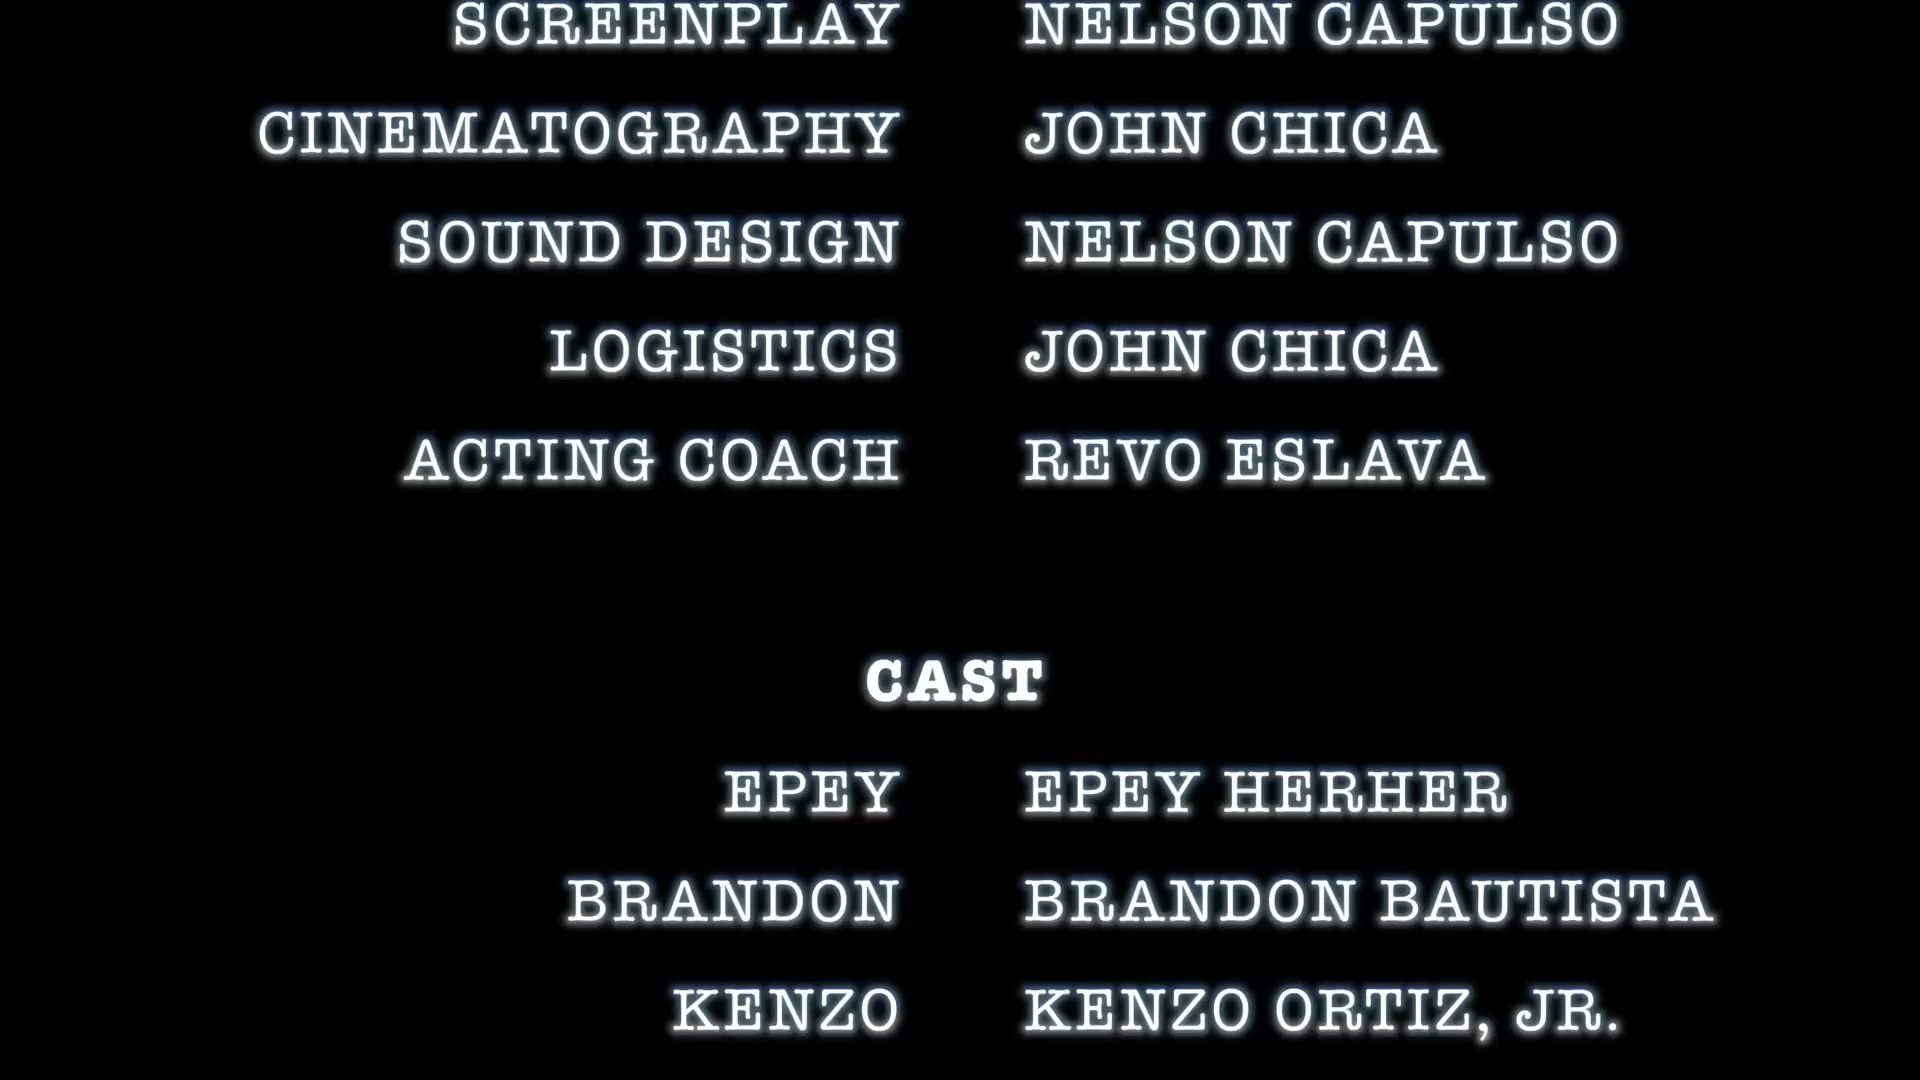 SCREENPLAY NELSON CAPULSO
CINEMATOGRAPHY JOHN CHICA
SOUND DESIGN NELSON CAPULSO
LOGISTICS JOHN CHICA
ACTING COACH REVO ESLAVA
CAST
EPEY EPEY HERHER
BRANDON BRANDON BAUTISTA
KENZO KENZO ORTIZ, JR.